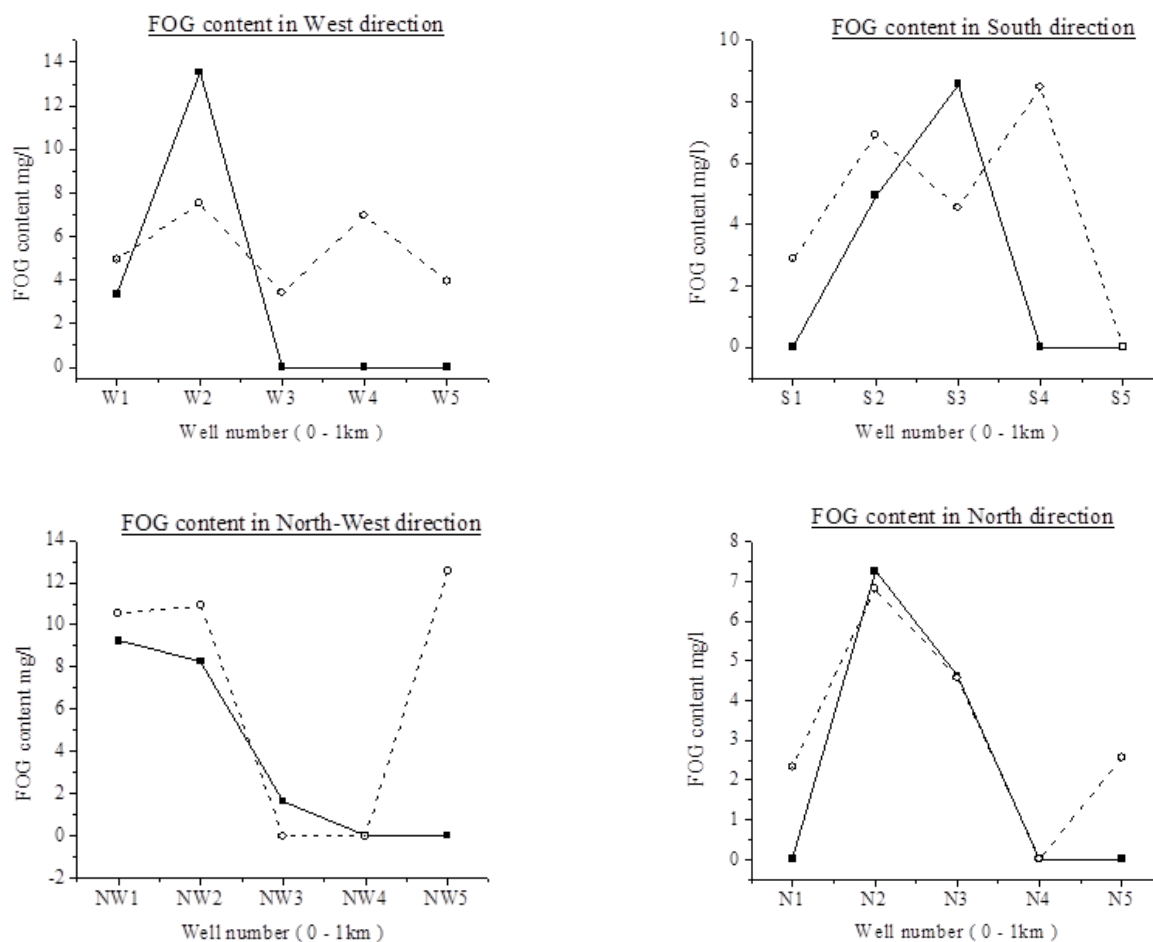 FOG content in West direction
14
12
10
8
6
4
2
0
FOG content mg/l
W1 W2 W3 W4 W5
Well number ( 0 - 1km )
FOG content in South direction
10
8
6
4
2
0
FOG content mg/l)
S1 S2 S3 S4 S5
Well number ( 0 - 1km )
FOG content in North-West direction
14
12
10
8
6
4
2
0
-2
FOG content mg/l
NW1 NW2 NW3 NW4 NW5
Well number ( 0 - 1km )
FOG content in North direction
8
7
6
5
4
3
2
1
0
FOG content mg/l
N1 N2 N3 N4 N5
Well number ( 0 - 1km )